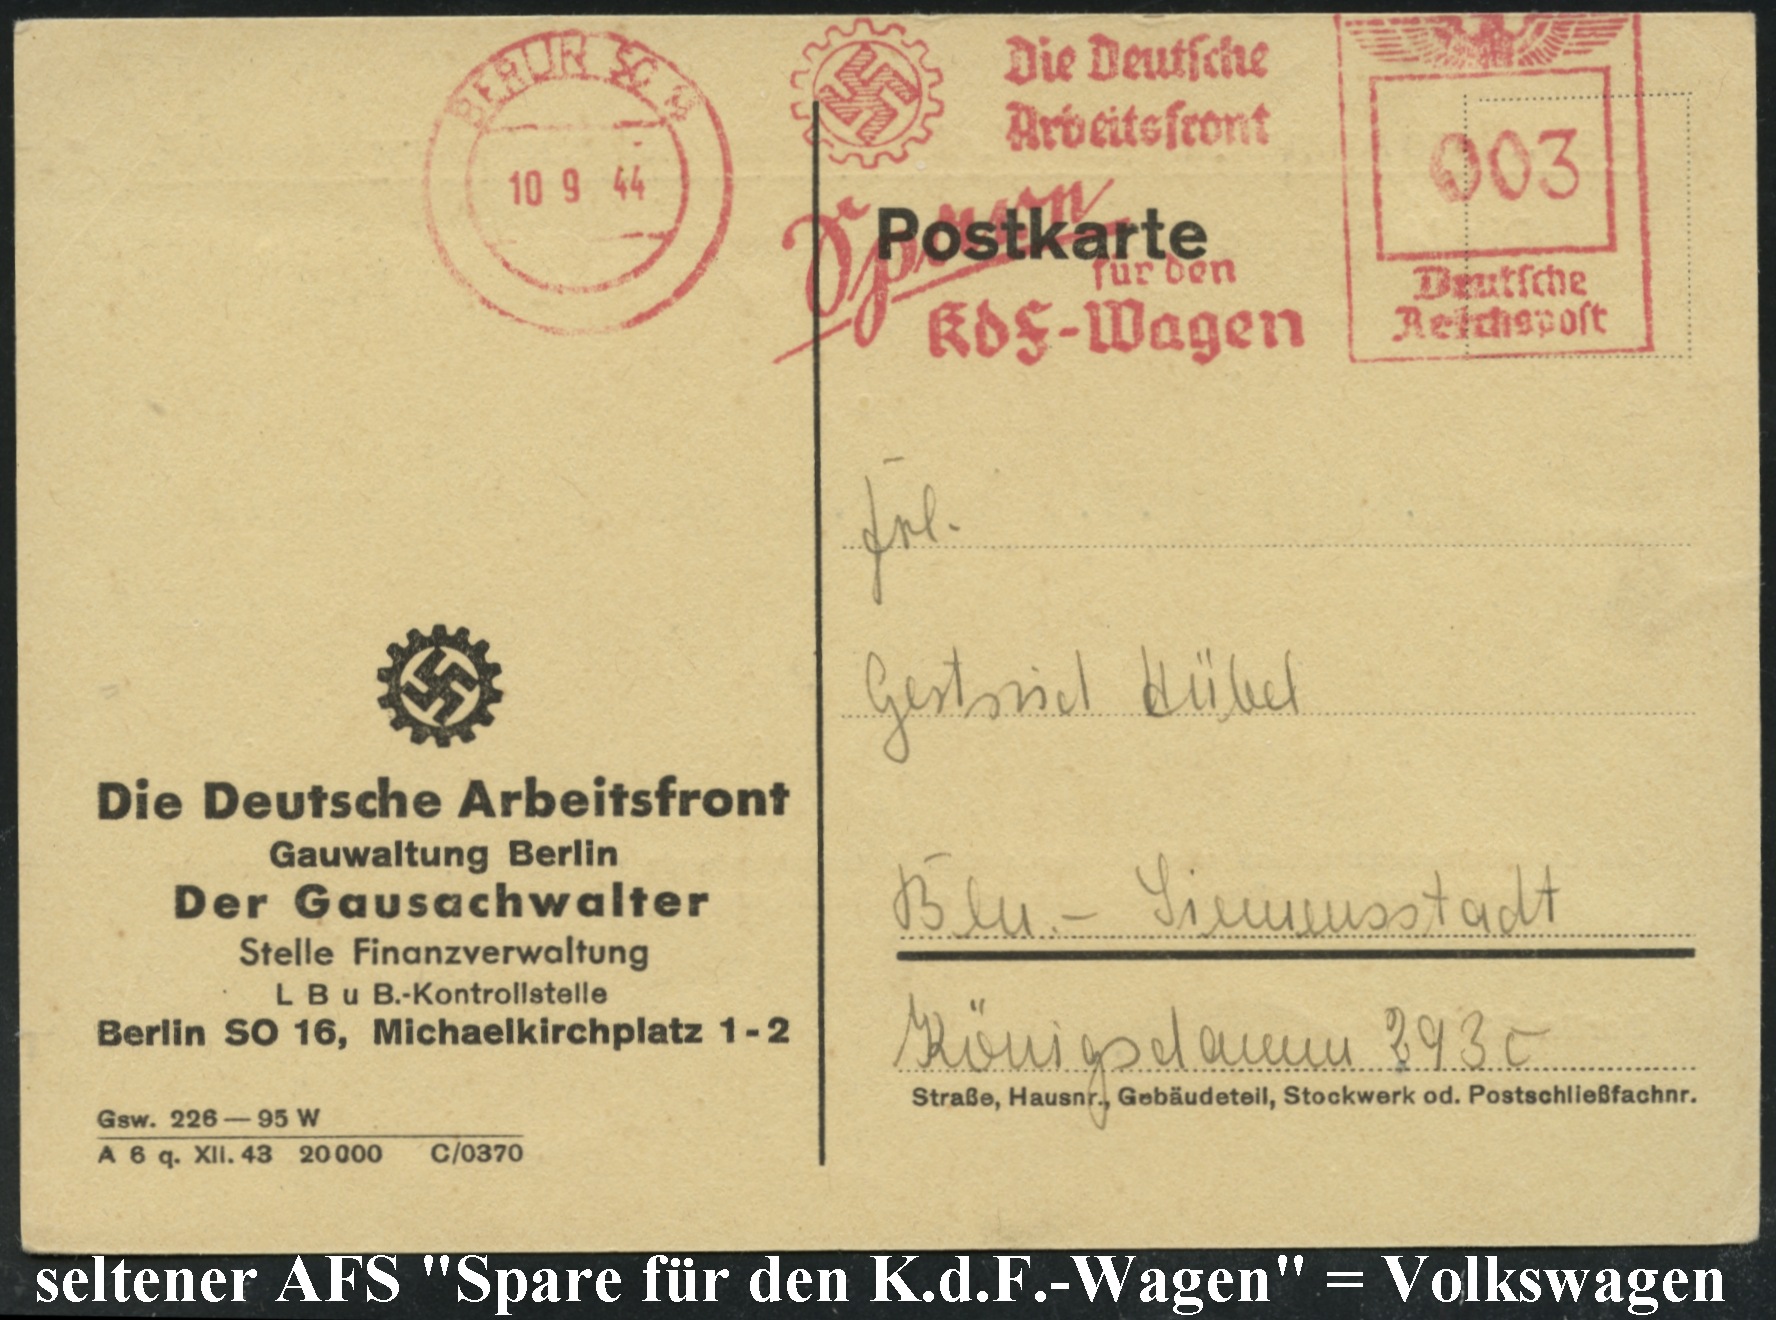 BERLIN SO
10 9 44
Die Deutsche
Arbeitsfront
003
Postkarte
für den
KdF-Wagen
Deutsche
Reichspost
Frl.
Bln.- Siemensstadt
Königsdamm 293c
Straße, Hausnr., Gebäudeteil, Stockwerk od. Postschließfachnr.
Die Deutsche Arbeitsfront
Gauwaltung Berlin
Der Gausachwalter
Stelle Finanzverwaltung
L B u B.-Kontrollstelle
Berlin SO 16, Michaelkirchplatz 1-2
Gsw. 226 — 95 W
A 6 q. XII. 43 20000 C/0370
seltener AFS "Spare für den K.d.F.-Wagen" = Volkswagen